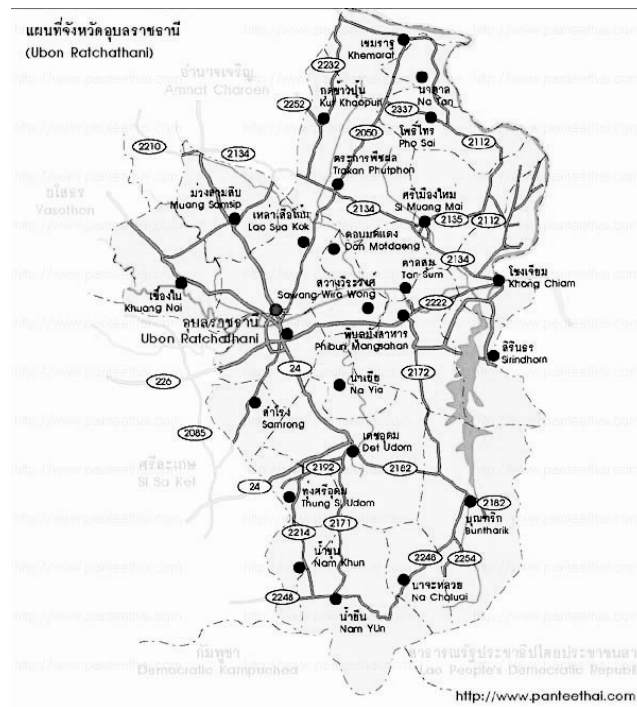 แผนที่จังหวัดอุบลราชธานี
(Ubon Ratchathani)
เขมราฐ
Khemarat
2232
อำนาจเจริญ
Amnat Charoen
กุดข้าวปุ้น
Kut Khaopun
นาตาล
Na Tan
2252
2337
โพธิ์ไทร
Pho Sai
2050
2112
2210
2134
ตระการพืชผล
Trakan Phutphon
ยโสธร
Yasothon
ม่วงสามสิบ
Muang Samsip
เหล่าเสือโก้ก
Lao Sua Kok
2134
ศรีเมืองใหม่
Si Muang Mai
2135
2112
ดอนมดแดง
Don Motdaeng
2134
ตาลสุม
Tan Sum
โขงเจียม
Khong Chiam
เขื่องใน
Khuang Nai
สว่างวีระวงศ์
Sawang Wira Wong
2222
อุบลราชธานี
Ubon Ratchathani
พิบูลมังสาหาร
Phibun Mangsahan
สิรินธร
Sirindhorn
24
2172
226
นาเยีย
Na Yia
สำโรง
Samrong
2085
เดชอุดม
Det Udom
ศรีสะเกษ
Si Sa Ket
2192
2182
24
ทุ่งศรีอุดม
Thung Si Udom
2182
บุณฑริก
Buntharik
2171
2214
น้ำขุ่น
Nam Khun
2248
2254
นาจะหลวย
Na Chaluai
2248
น้ำยืน
Nam YUn
กัมพูชา
Democratic Kampuchea
สาธารณรัฐประชาธิปไตยประชาชนลาว
Lao People's Democratic Republi
http://www.panteethai.com